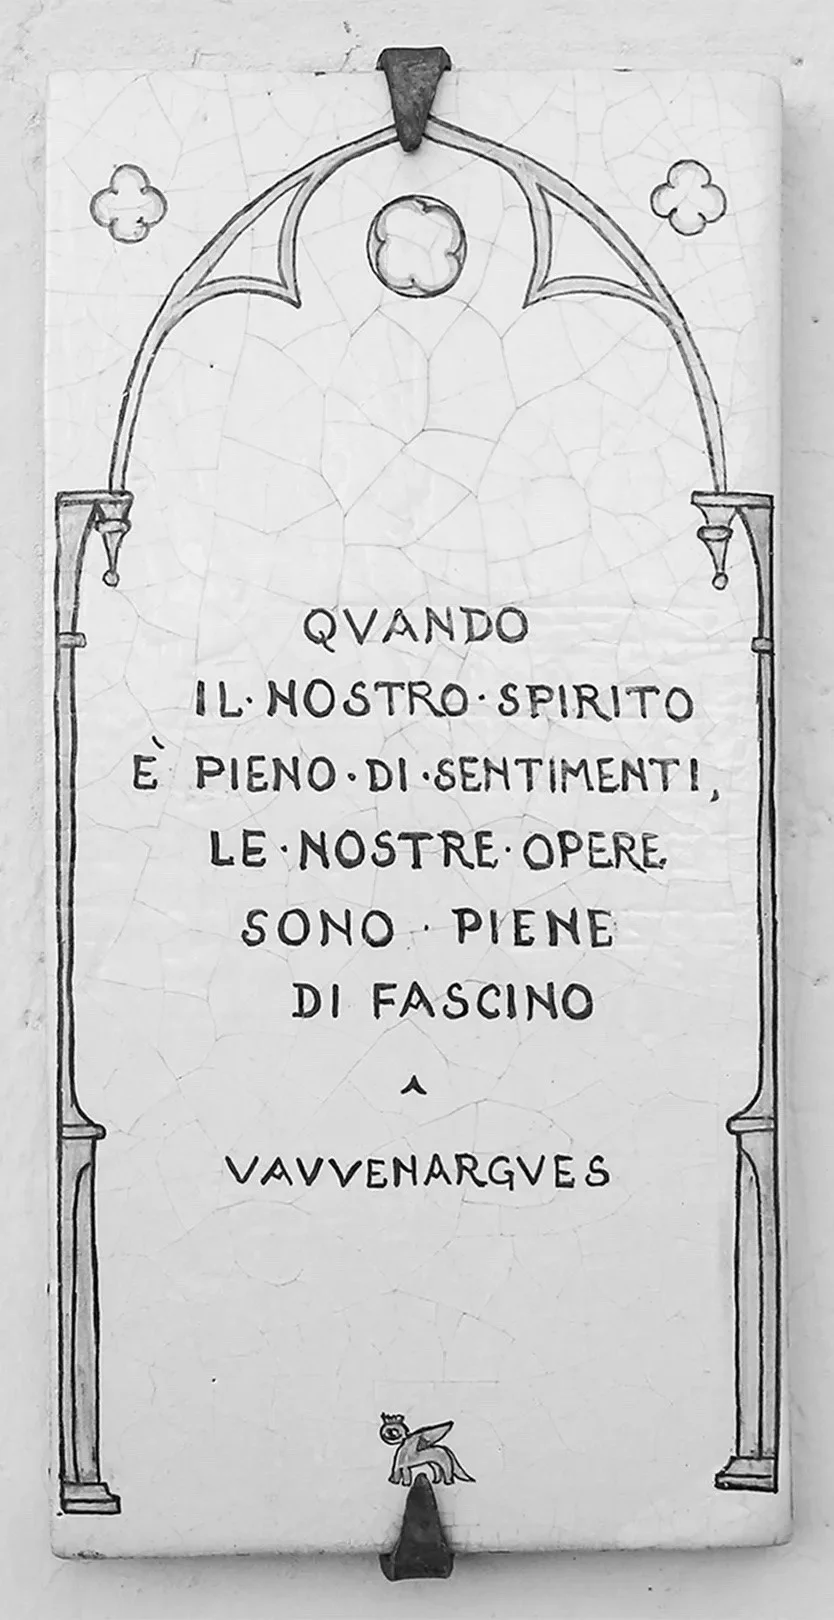 QVANDO
IL·NOSTRO·SPIRITO
È PIENO·DI·SENTIMENTI,
LE·NOSTRE·OPERE
SONO·PIENE
DI FASCINO
VAVVENARGVES